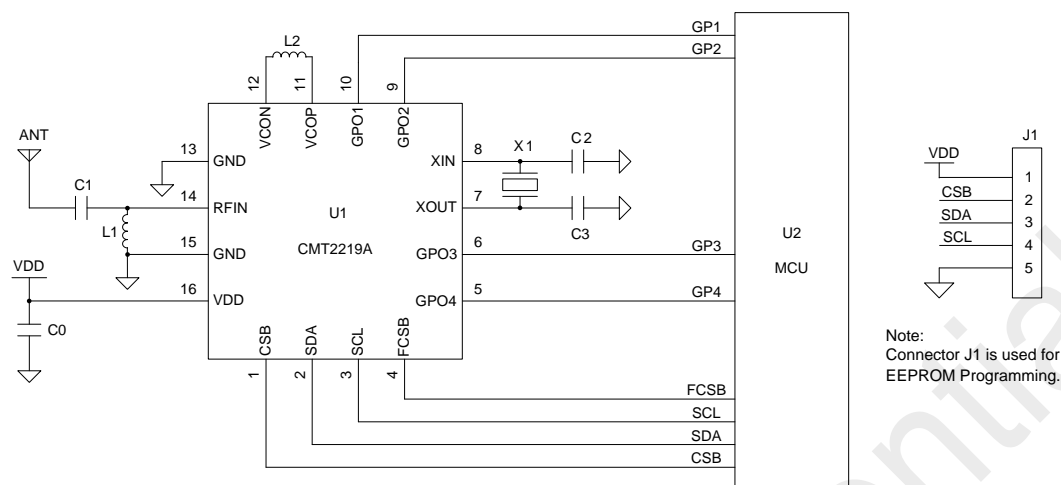 GP1
GP2
L2
12
11
10
9
VCON
VCOP
GPO1
GPO2
ANT
13
GND
C1
14
RFIN
L1
15
GND
VDD
16
VDD
C0
U1
CMT2219A
XIN
8
X1
C2
XOUT
7
C3
GPO3
6
GP3
GPO4
5
GP4
CSB
SDA
SCL
FCSB
1
2
3
4
FCSB
SCL
SDA
CSB
U2
MCU
J1
VDD
1
CSB
2
SDA
3
SCL
4
5
Note:
Connector J1 is used for
EEPROM Programming.